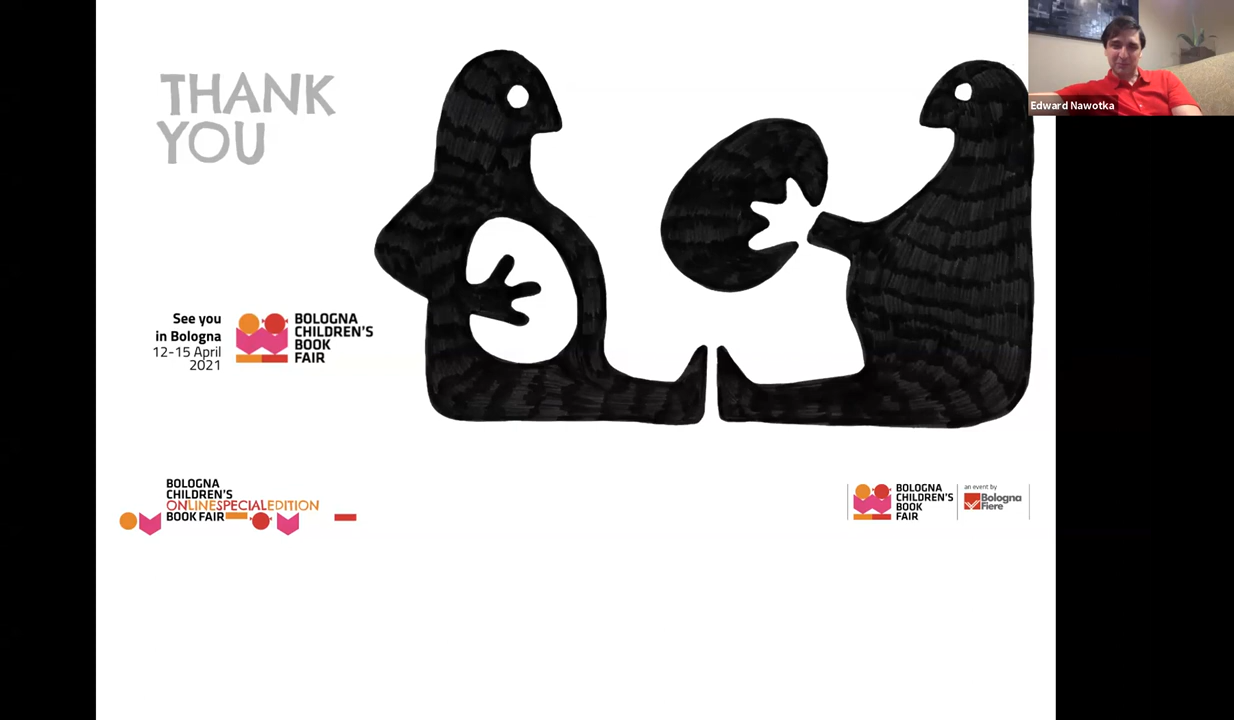 THANK
YOU
Edward Nawotka
See you
in Bologna
12-15 April
2021
BOLOGNA
CHILDREN'S
BOOK
FAIR
BOLOGNA
CHILDREN'S
ONLINESPECIALEDITION
BOOK FAIR
BOLOGNA
CHILDREN'S
BOOK
FAIR
an event by
Bologna
Fiere